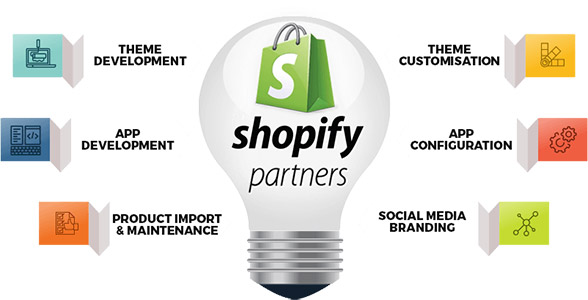 THEME
DEVELOPMENT
APP
DEVELOPMENT
PRODUCT IMPORT
& MAINTENANCE
S
shopify
partners
THEME
CUSTOMISATION
APP
CONFIGURATION
SOCIAL MEDIA
BRANDING